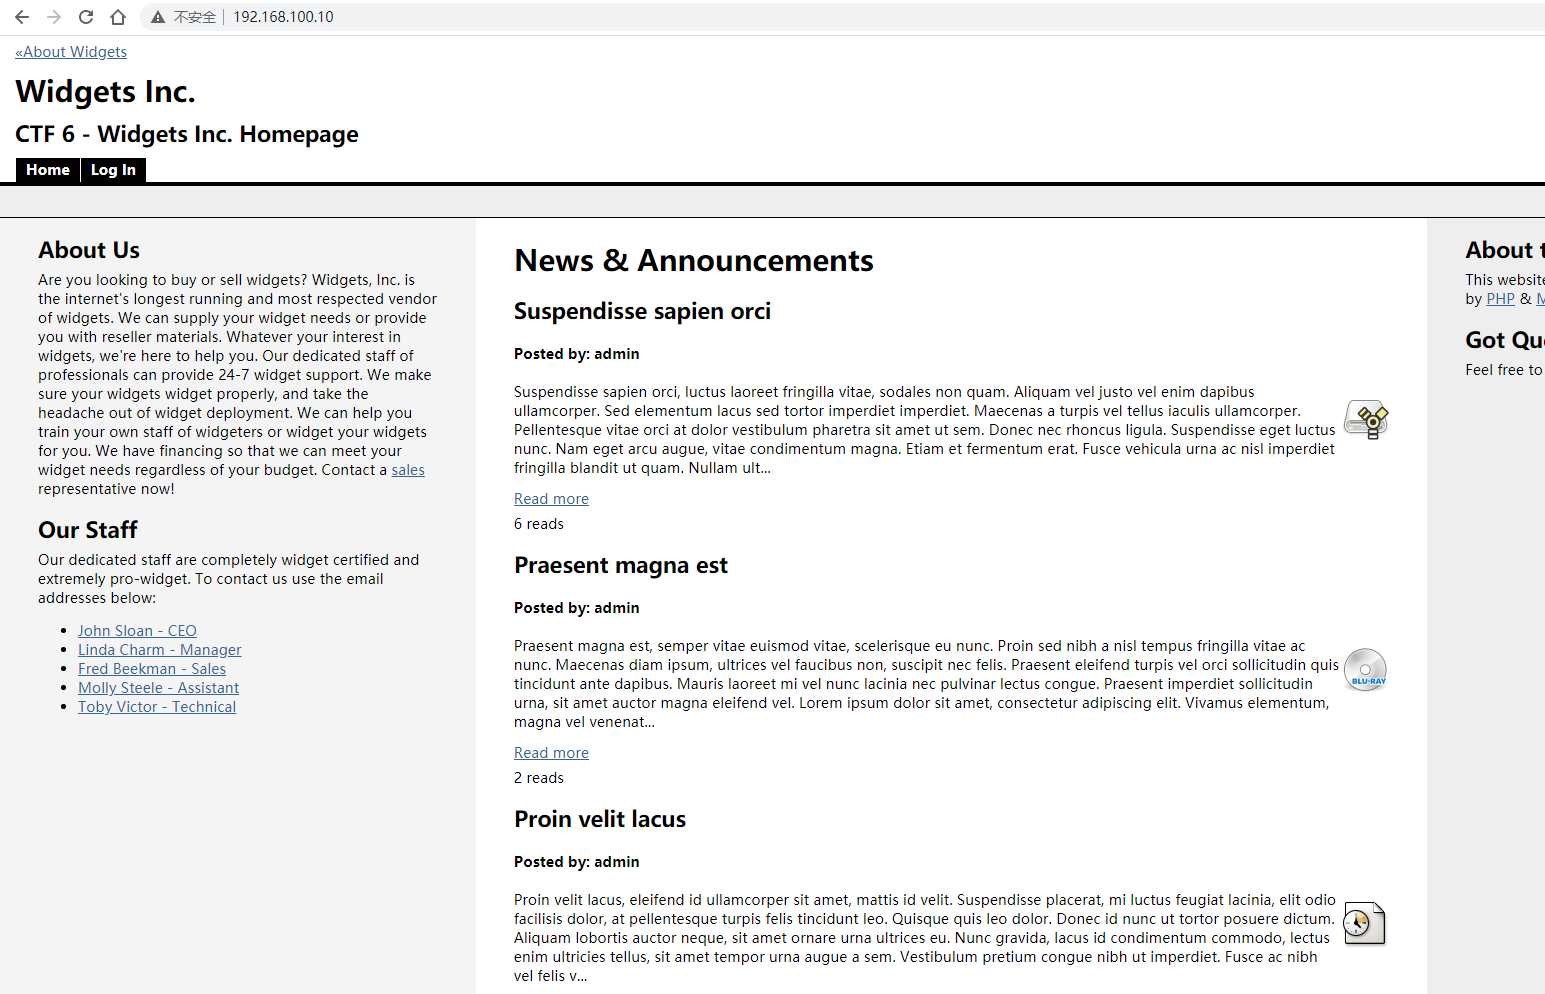 不安全 192.168.100.10
«About Widgets
Widgets Inc.
CTF 6 - Widgets Inc. Homepage
Home Log In
About Us
Are you looking to buy or sell widgets? Widgets, Inc. is
the internet's longest running and most respected vendor
of widgets. We can supply your widget needs or provide
you with reseller materials. Whatever your interest in
widgets, we're here to help you. Our dedicated staff of
professionals can provide 24-7 widget support. We make
sure your widgets widget properly, and take the
headache out of widget deployment. We can help you
train your own staff of widgeters or widget your widgets
for you. We have financing so that we can meet your
widget needs regardless of your budget. Contact a sales
representative now!
Our Staff
Our dedicated staff are completely widget certified and
extremely pro-widget. To contact us use the email
addresses below:
John Sloan - CEO
Linda Charm - Manager
Fred Beekman - Sales
Molly Steele - Assistant
Toby Victor - Technical
News & Announcements
Suspendisse sapien orci
Posted by: admin
Suspendisse sapien orci, luctus laoreet fringilla vitae, sodales non quam. Aliquam vel justo vel enim dapibus
ullamcorper. Sed elementum lacus sed tortor imperdiet imperdiet. Maecenas a turpis vel tellus iaculis ullamcorper.
Pellentesque vitae orci at dolor vestibulum pharetra sit amet ut sem. Donec nec rhoncus ligula. Suspendisse eget luctus
nunc. Nam eget arcu augue, vitae condimentum magna. Etiam et fermentum erat. Fusce vehicula urna ac nisl imperdiet
fringilla blandit ut quam. Nullam ult...
Read more
6 reads
Praesent magna est
Posted by: admin
Praesent magna est, semper vitae euismod vitae, scelerisque eu nunc. Proin sed nibh a nisl tempus fringilla vitae ac
nunc. Maecenas diam ipsum, ultrices vel faucibus non, suscipit nec felis. Praesent eleifend turpis vel orci sollicitudin quis
tincidunt ante dapibus. Mauris laoreet mi vel nunc lacinia nec pulvinar lectus congue. Praesent imperdiet sollicitudin
urna, sit amet auctor magna eleifend vel. Lorem ipsum dolor sit amet, consectetur adipiscing elit. Vivamus elementum,
magna vel venenat...
BLU-RAY
Read more
2 reads
Proin velit lacus
Posted by: admin
Proin velit lacus, eleifend id ullamcorper sit amet, mattis id velit. Suspendisse placerat, mi luctus feugiat lacinia, elit odio
facilisis dolor, at pellentesque turpis felis tincidunt leo. Quisque quis leo dolor. Donec id nunc ut tortor posuere dictum.
Aliquam lobortis auctor neque, sit amet ornare urna ultrices eu. Nunc gravida, lacus id condimentum commodo, lectus
enim ultricies tellus, sit amet tempor urna augue a sem. Vestibulum pretium congue nibh ut imperdiet. Fusce ac nibh
vel felis v...
About t
This website
by PHP & M
Got Qu
Feel free to